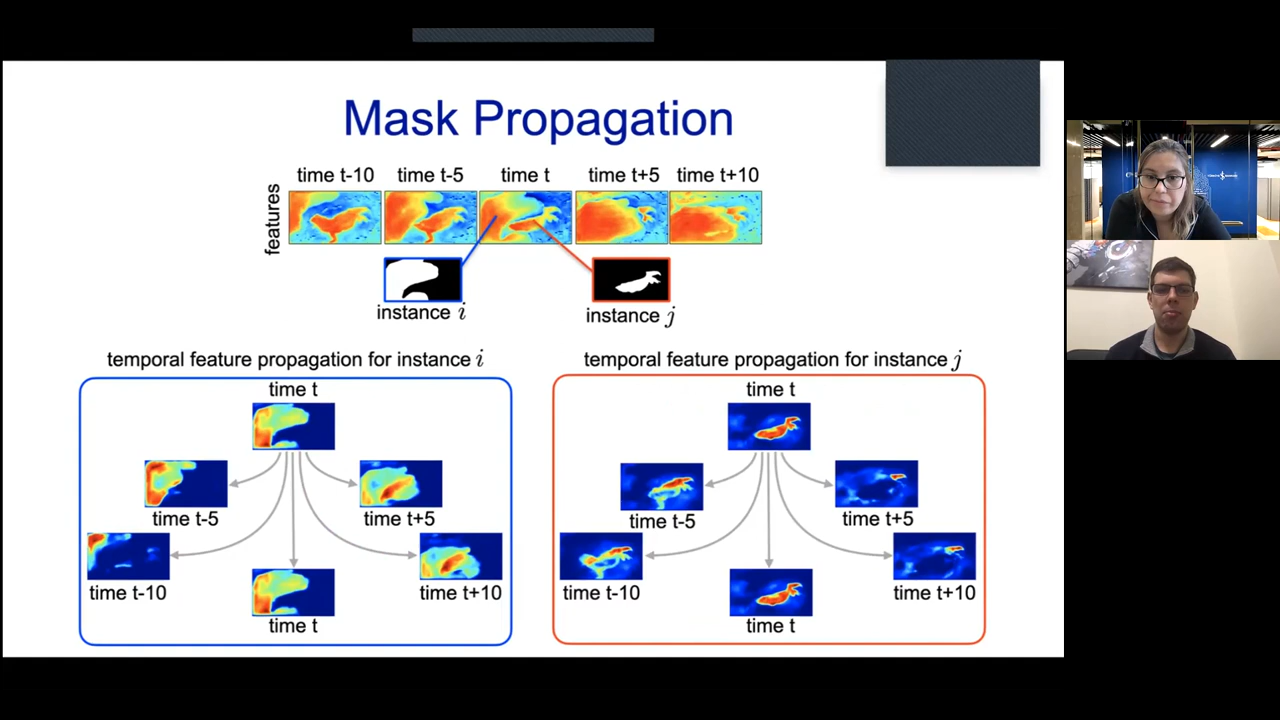 Mask Propagation
time t-10 time t-5 time t time t+5 time t+10
features
instance i
instance j
temporal feature propagation for instance i
temporal feature propagation for instance j
time t
time t-5
time t+5
time t-10
time t+10
time t
time t
time t-5
time t+5
time t-10
time t+10
time t